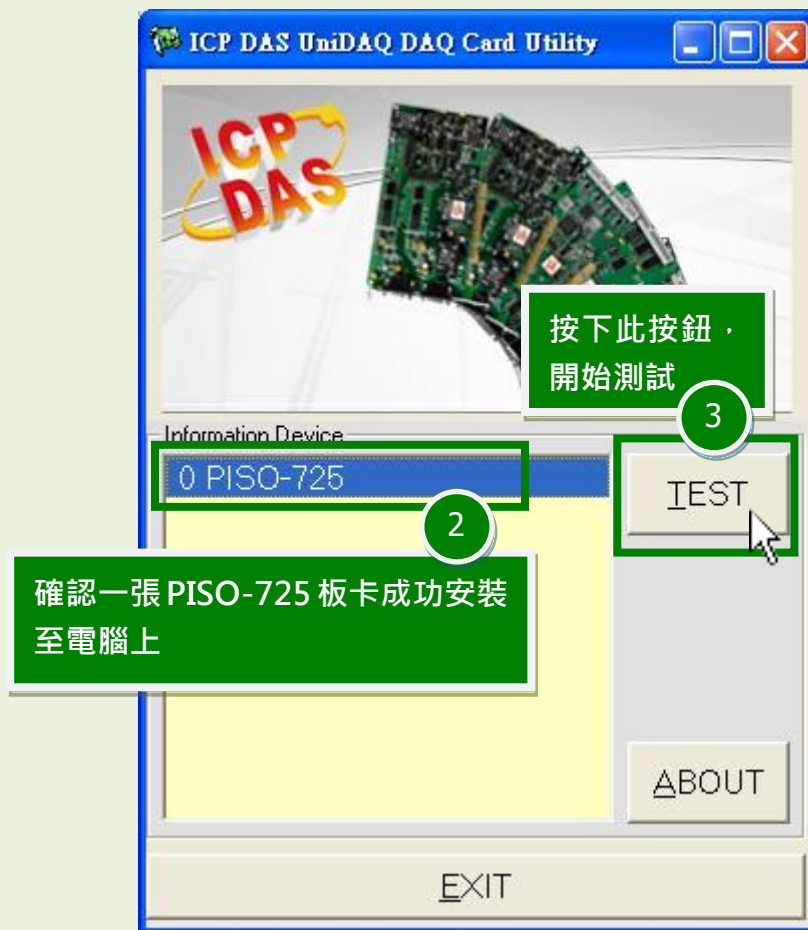 ICP DAS UniDAQ DAQ Card Utility
ICP
DAS
按下此按鈕，
開始測試
3
Information Device
0 PISO-725
TEST
2
確認一張 PISO-725 板卡成功安裝
至電腦上
ABOUT
EXIT